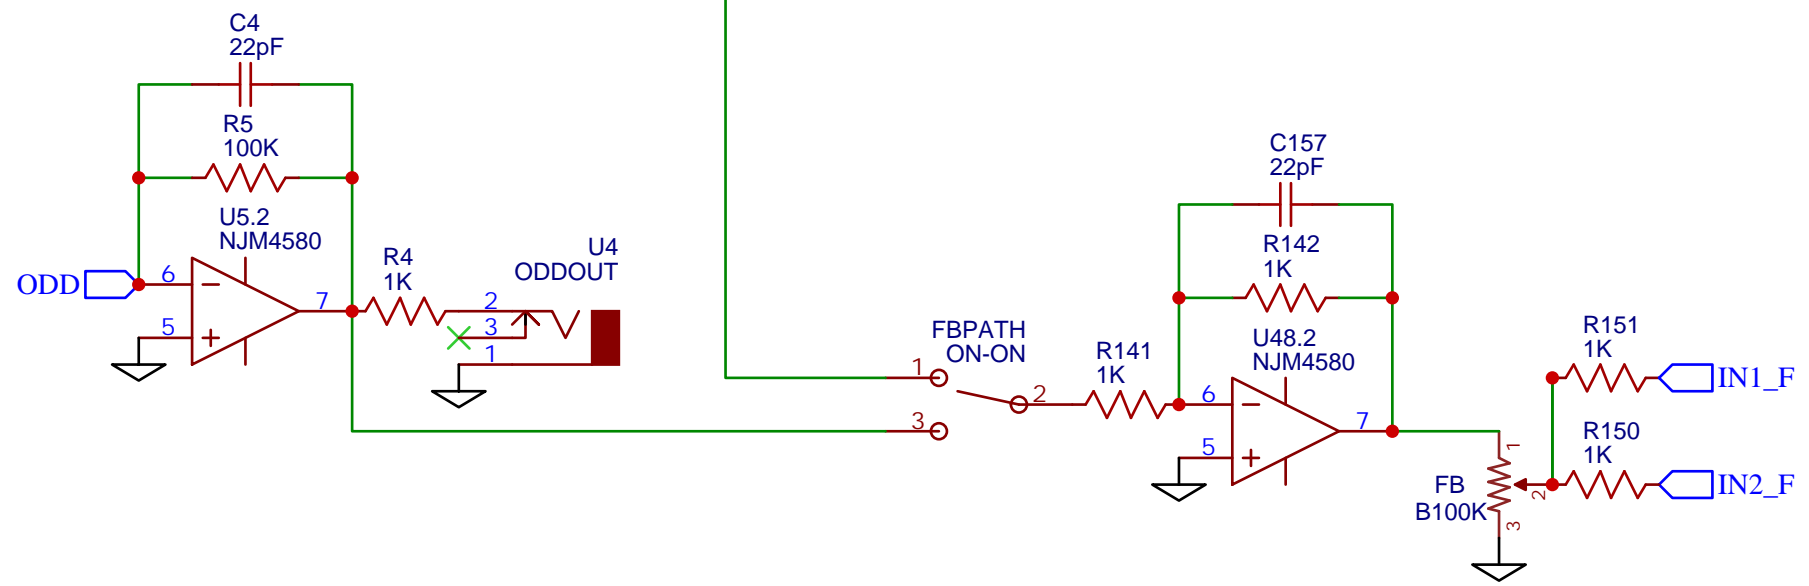 C4
22pF
R5
100K
U5.2
NJM4580
ODD
6
5
7
R4
1K
U4
ODDOUT
2
3
1
FBPATH
ON-ON
1
3
2
R141
1K
C157
22pF
R142
1K
U48.2
NJM4580
6
5
7
FB
B100K
1
2
3
R151
1K
IN1_F
R150
1K
IN2_F